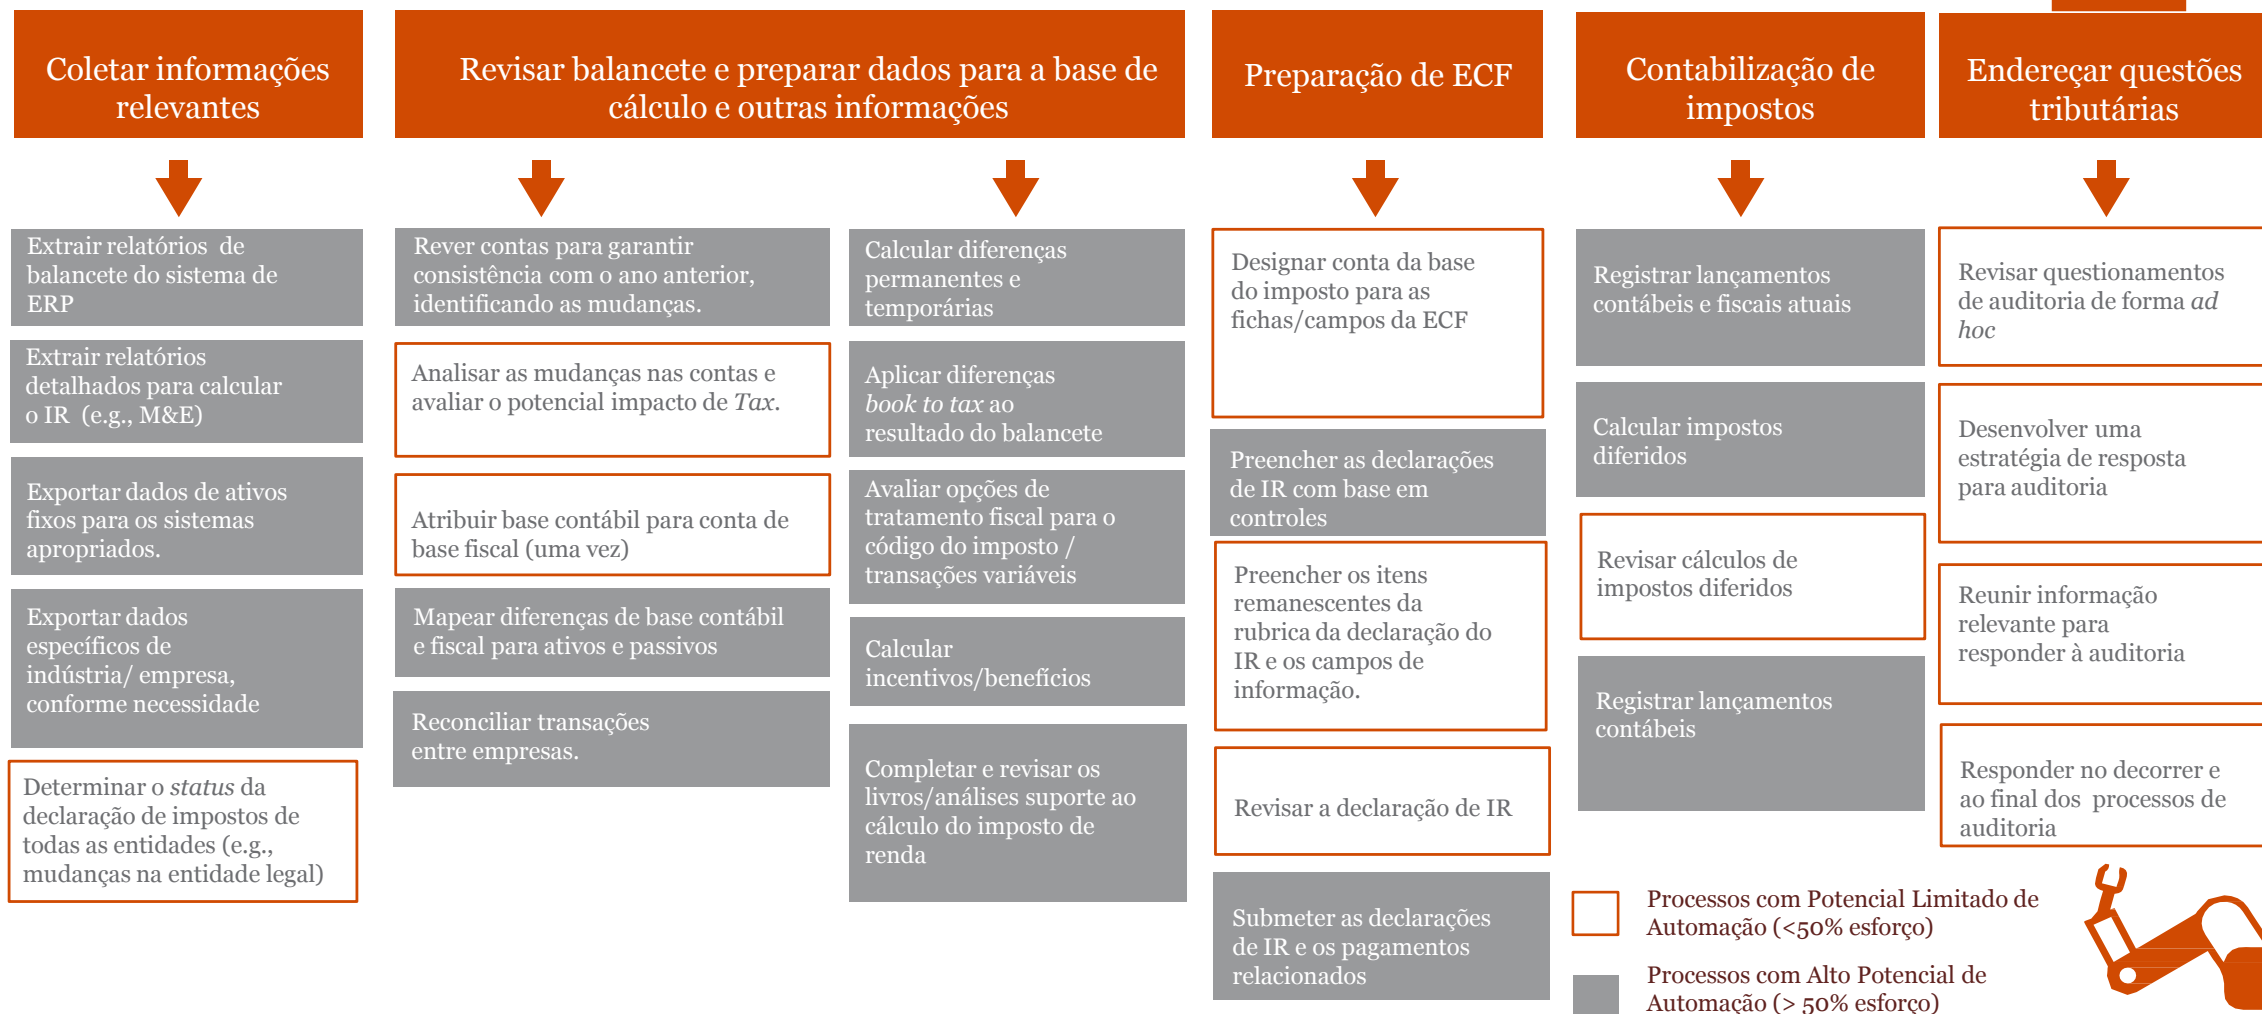 Coletar informações
relevantes
Revisar balancete e preparar dados para a base de
cálculo e outras informações
Preparação de ECF
Contabilização de
impostos
Endereçar questões
tributárias
Extrair relatórios de
balancete do sistema de
ERP
Extrair relatórios
detalhados para calcular
o IR (e.g., M&E)
Exportar dados de ativos
fixos para os sistemas
apropriados.
Exportar dados
específicos de
indústria/ empresa,
conforme necessidade
Determinar o status da
declaração de impostos de
todas as entidades (e.g.,
mudanças na entidade legal)
Rever contas para garantir
consistência com o ano anterior,
identificando as mudanças.
Analisar as mudanças nas contas e
avaliar o potencial impacto de Tax.
Atribuir base contábil para conta de
base fiscal (uma vez)
Mapear diferenças de base contábil
e fiscal para ativos e passivos
Reconciliar transações
entre empresas.
Calcular diferenças
permanentes e
temporárias
Aplicar diferenças
book to tax ao
resultado do balancete
Avaliar opções de
tratamento fiscal para o
código do imposto /
transações variáveis
Calcular
incentivos/benefícios
Completar e revisar os
livros/análises suporte ao
cálculo do imposto de
renda
Designar conta da base
do imposto para as
fichas/campos da ECF
Preencher as declarações
de IR com base em
controles
Preencher os itens
remanescentes da
rubrica da declaração do
IR e os campos de
informação.
Revisar a declaração de IR
Submeter as declarações
de IR e os pagamentos
relacionados
Registrar lançamentos
contábeis e fiscais atuais
Calcular impostos
diferidos
Revisar cálculos de
impostos diferidos
Registrar lançamentos
contábeis
Revisar questionamentos
de auditoria de forma ad
hoc
Desenvolver uma
estratégia de resposta
para auditoria
Reunir informação
relevante para
responder à auditoria
Responder no decorrer e
ao final dos processos de
auditoria
Processos com Potencial Limitado de
Automação (<50% esforço)
Processos com Alto Potencial de
Automação (> 50% esforço)